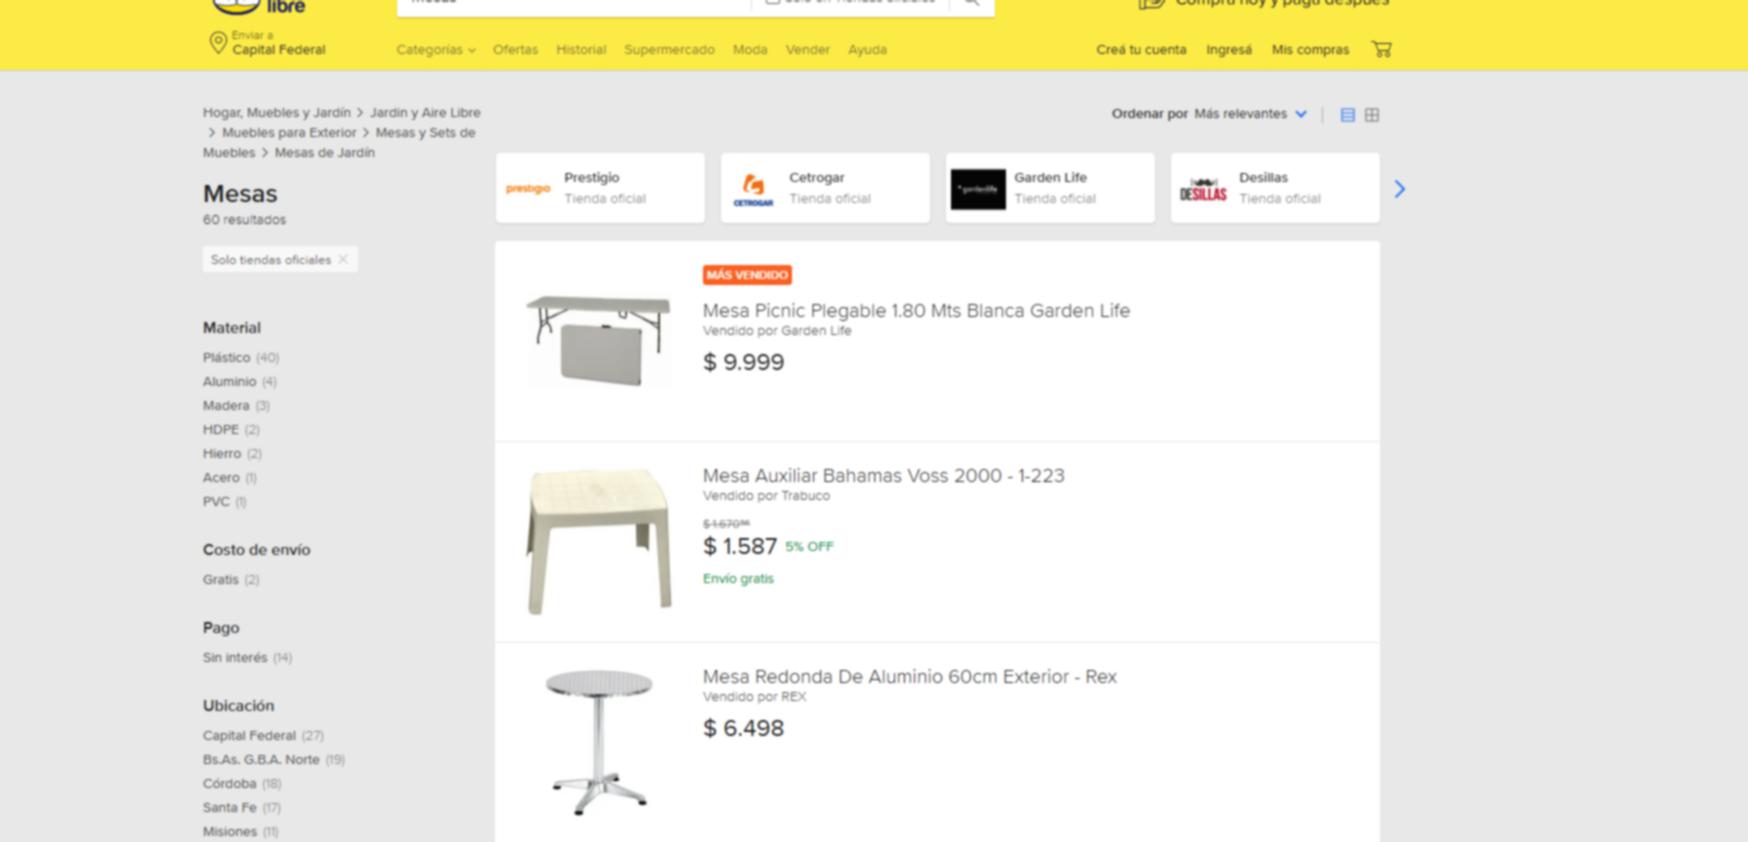 libre
Mesas
Solo en Tiendas oficiales
Comprá hoy y pagá después
Enviar a
Capital Federal
Categorías
Ofertas
Historial
Supermercado
Moda
Vender
Ayuda
Creá tu cuenta
Ingresá
Mis compras
Hogar, Muebles y Jardín > Jardin y Aire Libre
> Muebles para Exterior > Mesas y Sets de
Muebles > Mesas de Jardín
Ordenar por Más relevantes
Mesas
60 resultados
Solo tiendas oficiales
prestigio
Prestigio
Tienda oficial
CETROGAR
Cetrogar
Tienda oficial
gardenlife
Garden Life
Tienda oficial
DESILLAS
Desillas
Tienda oficial
Material
Plástico (40)
Aluminio (4)
Madera (3)
HDPE (2)
Hierro (2)
Acero (1)
PVC (1)
Costo de envío
Gratis (2)
Pago
Sin interés (14)
Ubicación
Capital Federal (27)
Bs.As. G.B.A. Norte (19)
Córdoba (18)
Santa Fe (17)
Misiones (11)
MÁS VENDIDO
Mesa Picnic Plegable 1.80 Mts Blanca Garden Life
Vendido por Garden Life
$ 9.999
Mesa Auxiliar Bahamas Voss 2000 - 1-223
Vendido por Trabuco
$ 1.670
$ 1.587 5% OFF
Envío gratis
Mesa Redonda De Aluminio 60cm Exterior - Rex
Vendido por REX
$ 6.498